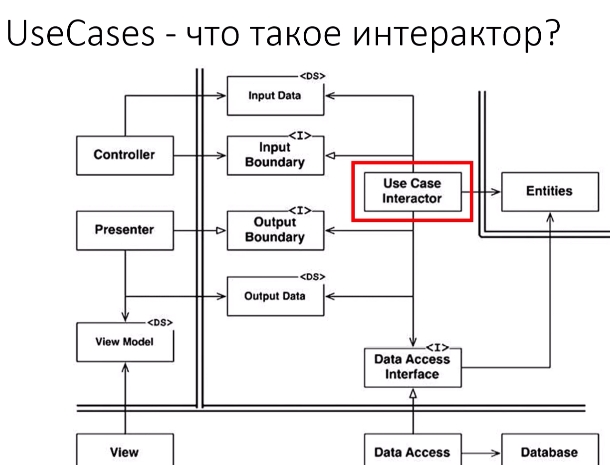 UseCases - что такое интерактор?
<DS>
Input Data
Controller
<I>
Input
Boundary
Use Case
Interactor
Entities
Presenter
<I>
Output
Boundary
<DS>
Output Data
<DS>
View Model
<I>
Data Access
Interface
View
Data Access
Database